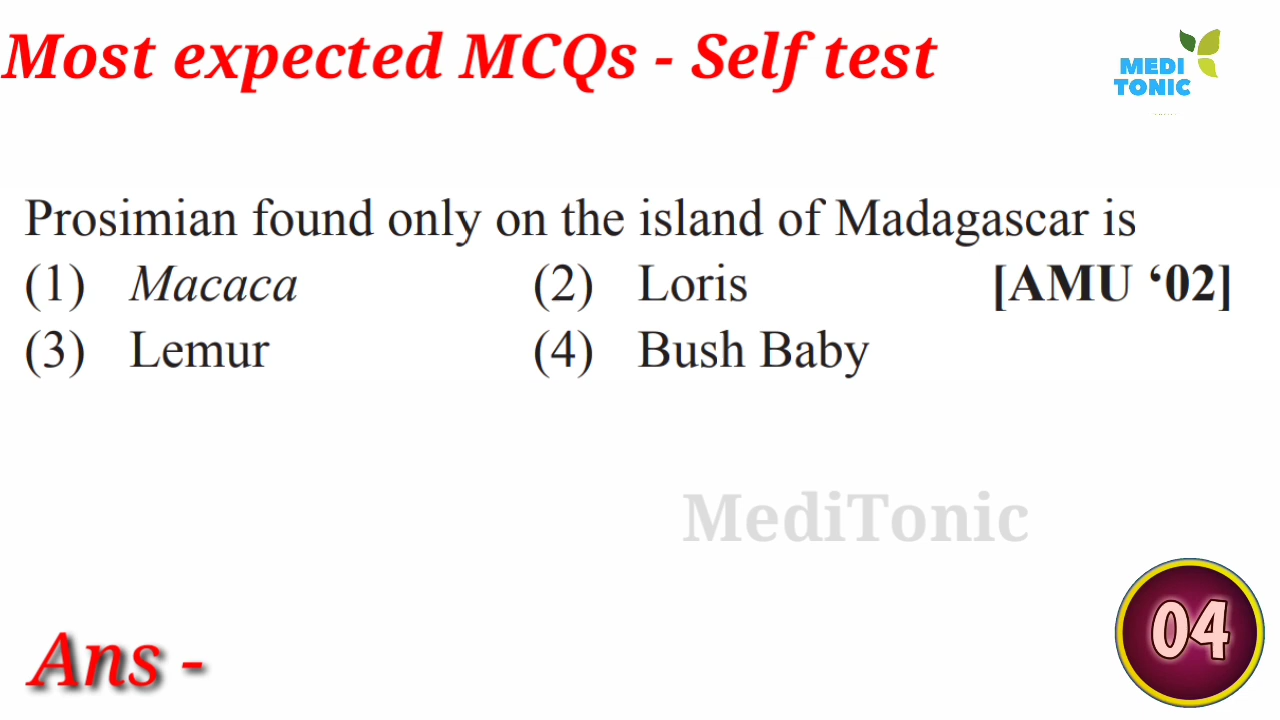 Most expected MCQs - Self test
MEDI
TONIC
Prosimian found only on the island of Madagascar is
(1) Macaca (2) Loris [AMU ‘02]
(3) Lemur (4) Bush Baby
MediTonic
Ans -
04